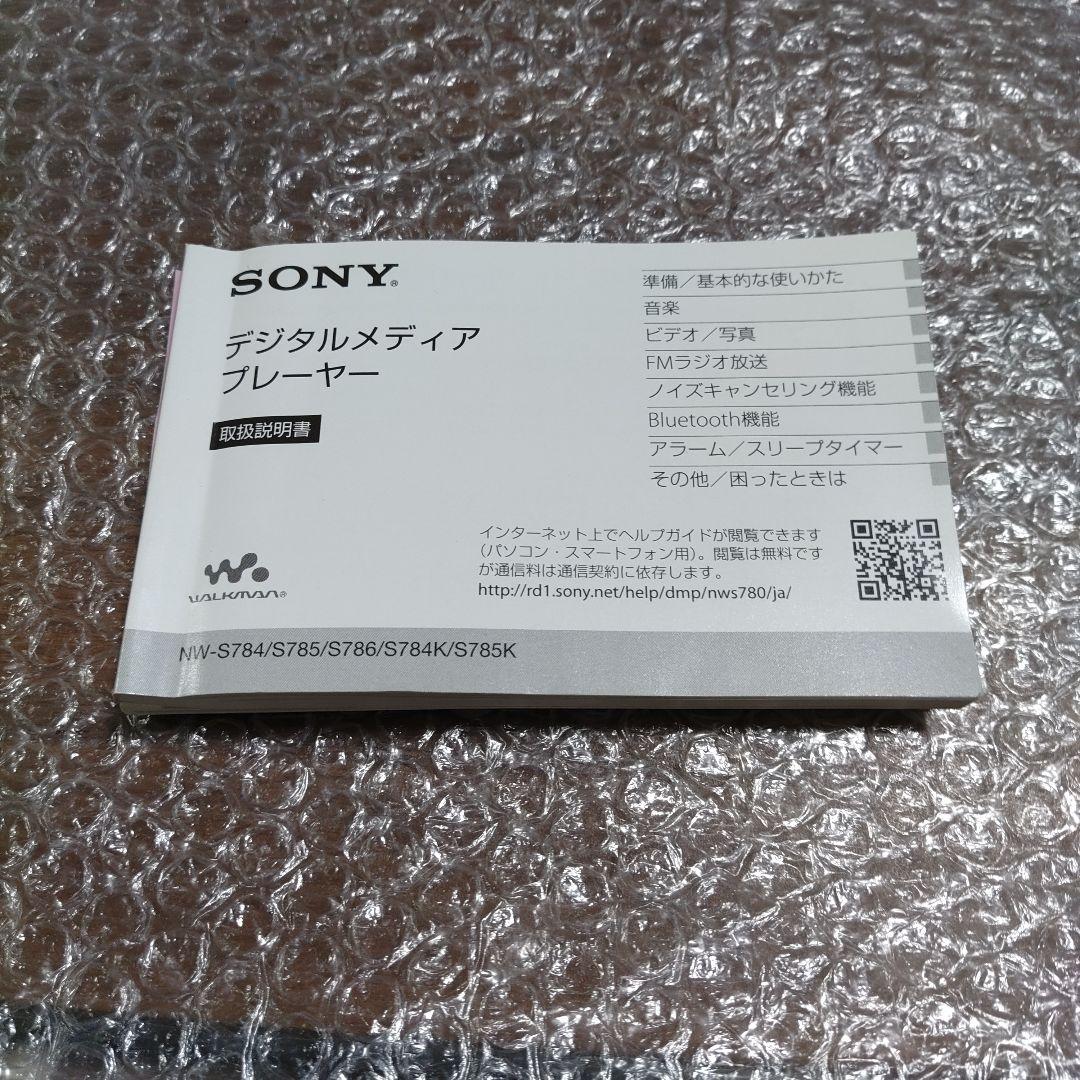 SONY®
デジタルメディア
プレーヤー
取扱説明書
準備／基本的な使いかた
音楽
ビデオ／写真
FMラジオ放送
ノイズキャンセリング機能
Bluetooth機能
アラーム／スリープタイマー
その他／困ったときは
インターネット上でヘルプガイドが閲覧できます
（パソコン・スマートフォン用）。閲覧は無料です
が通信料は通信契約に依存します。
http://rd1.sony.net/help/dmp/nws780/ja/
WALKMAN®
NW-S784/S785/S786/S784K/S785K